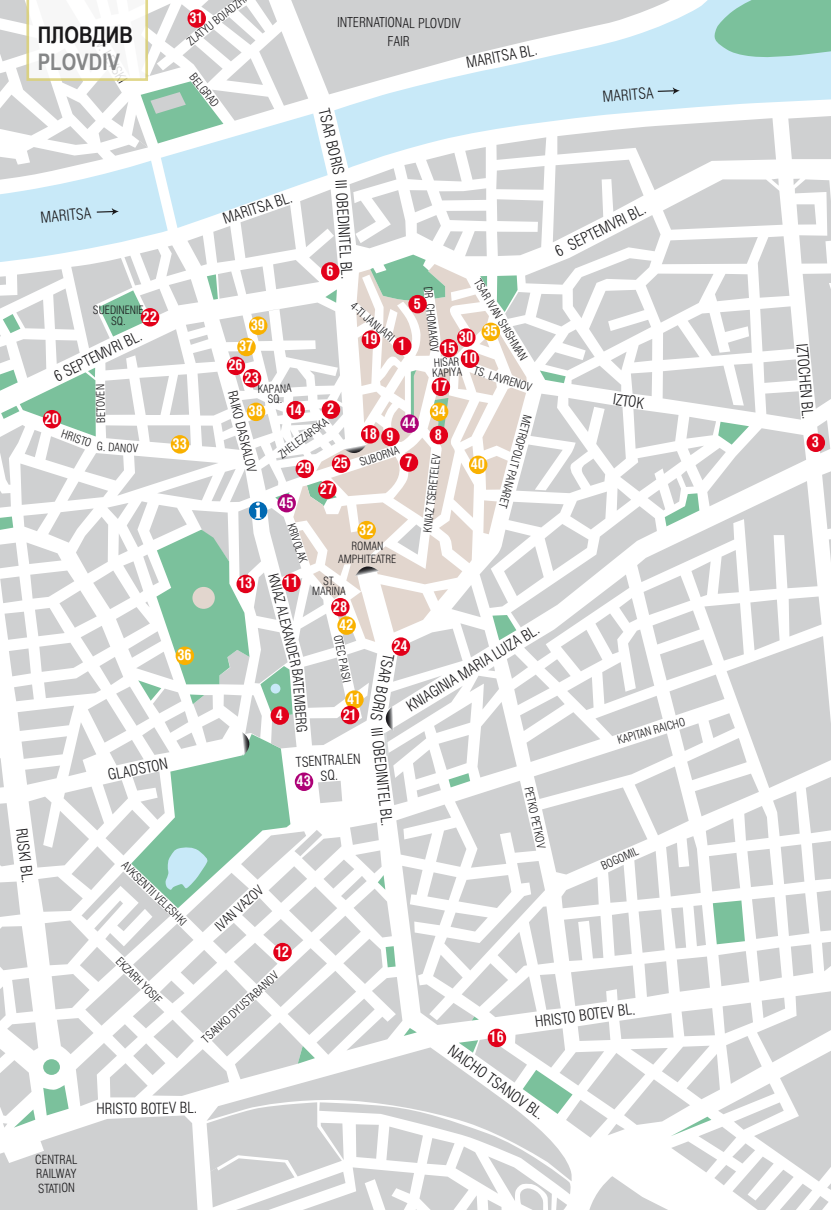 ПЛОВДИВ
PLOVDIV
31
ZLATYU BOIADZHI
BELGRAD
INTERNATIONAL PLOVDIV
FAIR
MARITSA BL.
MARITSA
TSAR BORIS III OBEDINITEL BL.
MARITSA
MARITSA BL.
6 SEPTEMVRI BL.
6
5
DR. CHOMAKOV
TSAR IVAN SHISHMAN
SUEDINENIE
SQ.
22
4-TI JANUARI
39
37
19
1
15
30
35
10
6 SEPTEMVRI BL.
26
23
HISAR
KAPIYA
TS. LAVRENOV
IZTOCHEN BL.
KAPANA
SQ.
17
IZTOK
BETOVEN
RAIKO DASKALOV
38
14
2
34
20
HRISTO G. DANOV
33
ZHELEZARSKA
44
18
9
8
METROPOLIT PANARET
3
29
25
SUBORNA
7
40
27
KNIAZ TSERETELEV
i
45
KRIVOLAK
32
ROMAN
AMPHITEATRE
13
11
ST.
MARINA
28
42
KNIAZ ALEXANDER BATEMBERG
OTEC PAISII
24
36
KNIAGINIA MARIA LUIZA BL.
TSAR BORIS III OBEDINITEL BL.
41
4
21
KAPITAN RAICHO
GLADSTON
TSENTRALEN
SQ.
43
PETKO PETKOV
RUSKI BL.
BOGOMIL
AVKSENTII VELESHKI
IVAN VAZOV
12
EKZARH YOSIF
TSANKO DYUSTABANOV
HRISTO BOTEV BL.
16
NAICHO TSANOV BL.
HRISTO BOTEV BL.
CENTRAL
RAILWAY
STATION